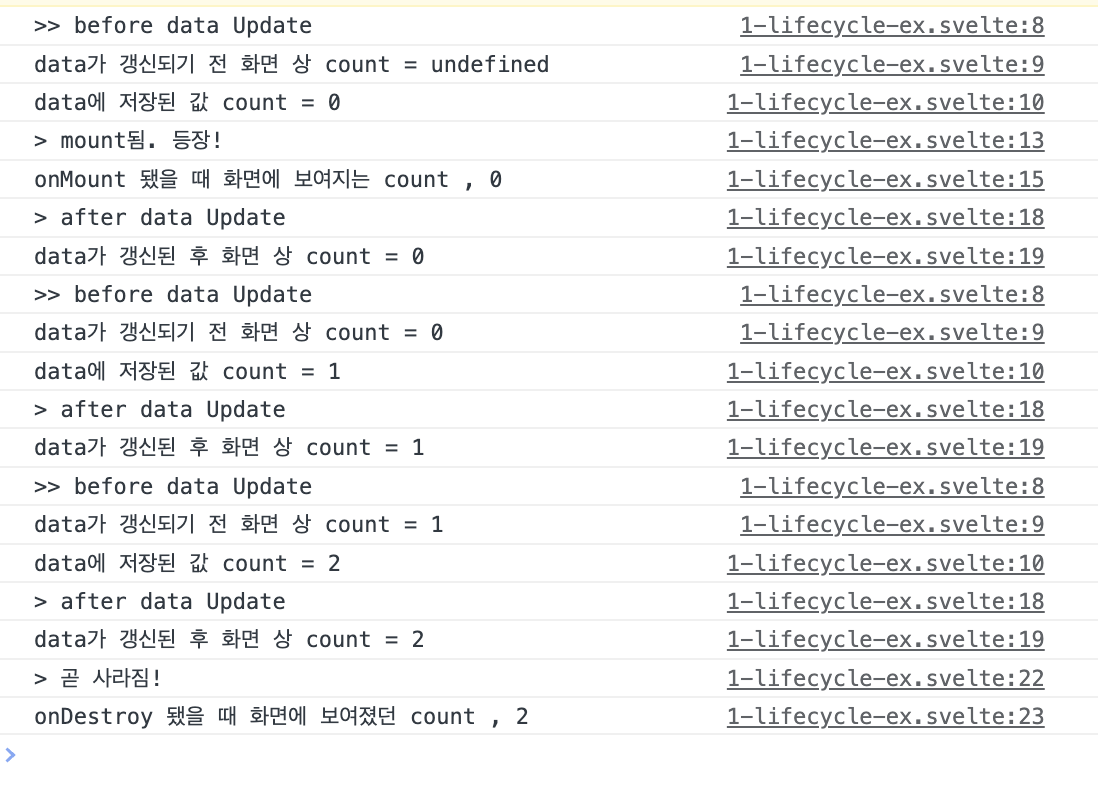 >> before data Update 1-lifecycle-ex.svelte:8
data가 갱신되기 전 화면 상 count = undefined 1-lifecycle-ex.svelte:9
data에 저장된 값 count = 0 1-lifecycle-ex.svelte:10
> mount됨. 등장! 1-lifecycle-ex.svelte:13
onMount 됐을 때 화면에 보여지는 count , 0 1-lifecycle-ex.svelte:15
> after data Update 1-lifecycle-ex.svelte:18
data가 갱신된 후 화면 상 count = 0 1-lifecycle-ex.svelte:19
>> before data Update 1-lifecycle-ex.svelte:8
data가 갱신되기 전 화면 상 count = 0 1-lifecycle-ex.svelte:9
data에 저장된 값 count = 1 1-lifecycle-ex.svelte:10
> after data Update 1-lifecycle-ex.svelte:18
data가 갱신된 후 화면 상 count = 1 1-lifecycle-ex.svelte:19
>> before data Update 1-lifecycle-ex.svelte:8
data가 갱신되기 전 화면 상 count = 1 1-lifecycle-ex.svelte:9
data에 저장된 값 count = 2 1-lifecycle-ex.svelte:10
> after data Update 1-lifecycle-ex.svelte:18
data가 갱신된 후 화면 상 count = 2 1-lifecycle-ex.svelte:19
> 곧 사라짐! 1-lifecycle-ex.svelte:22
onDestroy 됐을 때 화면에 보여졌던 count , 2 1-lifecycle-ex.svelte:23